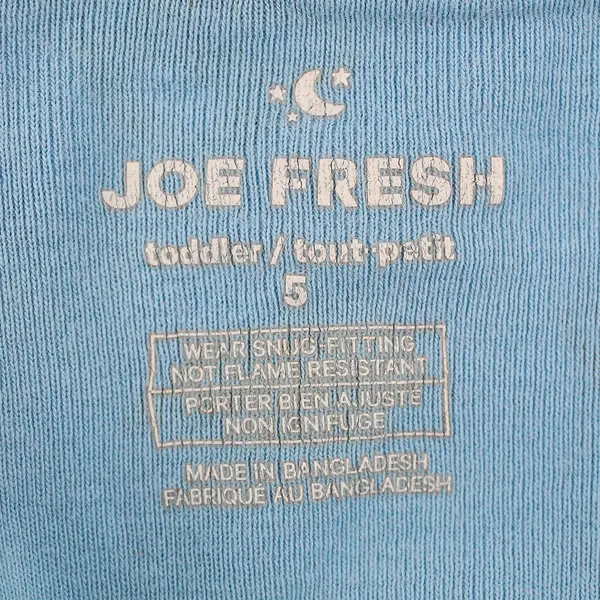 JOE FRESH
toddler / tout-petit
5
WEAR SNUG-FITTING
NOT FLAME RESISTANT
PORTER BIEN AJUSTÉ
NON IGNIFUGE
MADE IN BANGLADESH
FABRIQUÉ AU BANGLADESH